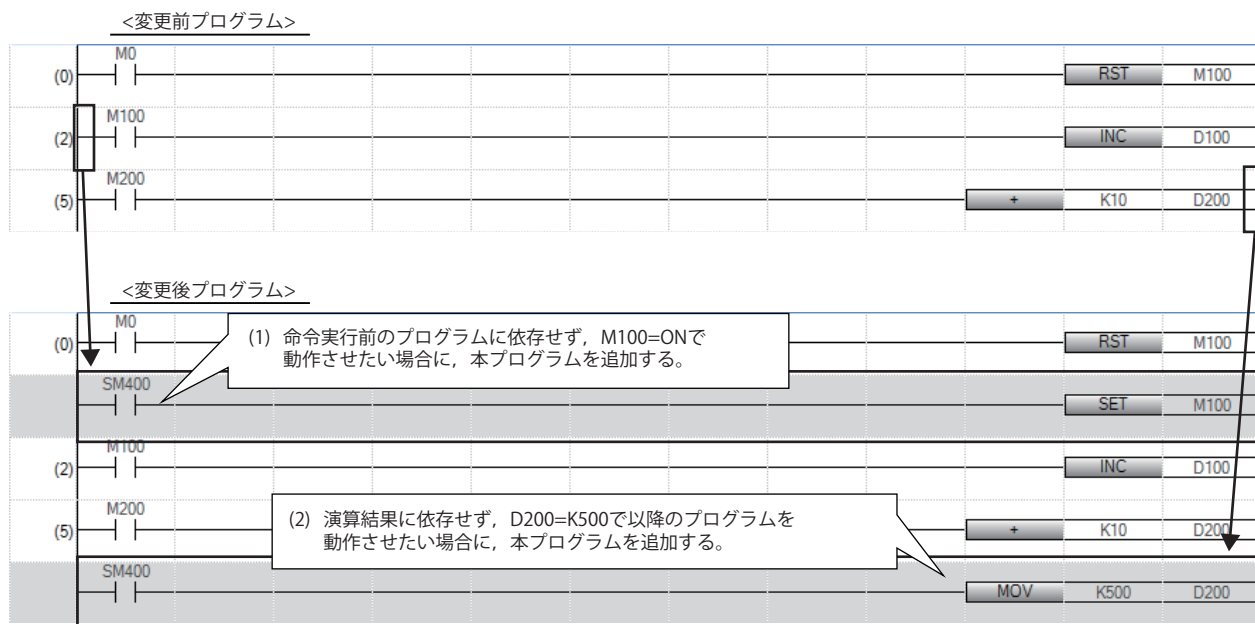 <変更前プログラム>
M0
(0) RST M100
M100
(2) INC D100
M200
(5) + K10 D200
<変更後プログラム>
M0
(0) RST M100
(1) 命令実行前のプログラムに依存せず，M100=ONで
動作させたい場合に，本プログラムを追加する。
SM400
SET M100
M100
(2) INC D100
M200
(5) + K10 D200
(2) 演算結果に依存せず，D200=K500で以降のプログラムを
動作させたい場合に，本プログラムを追加する。
SM400
MOV K500 D200